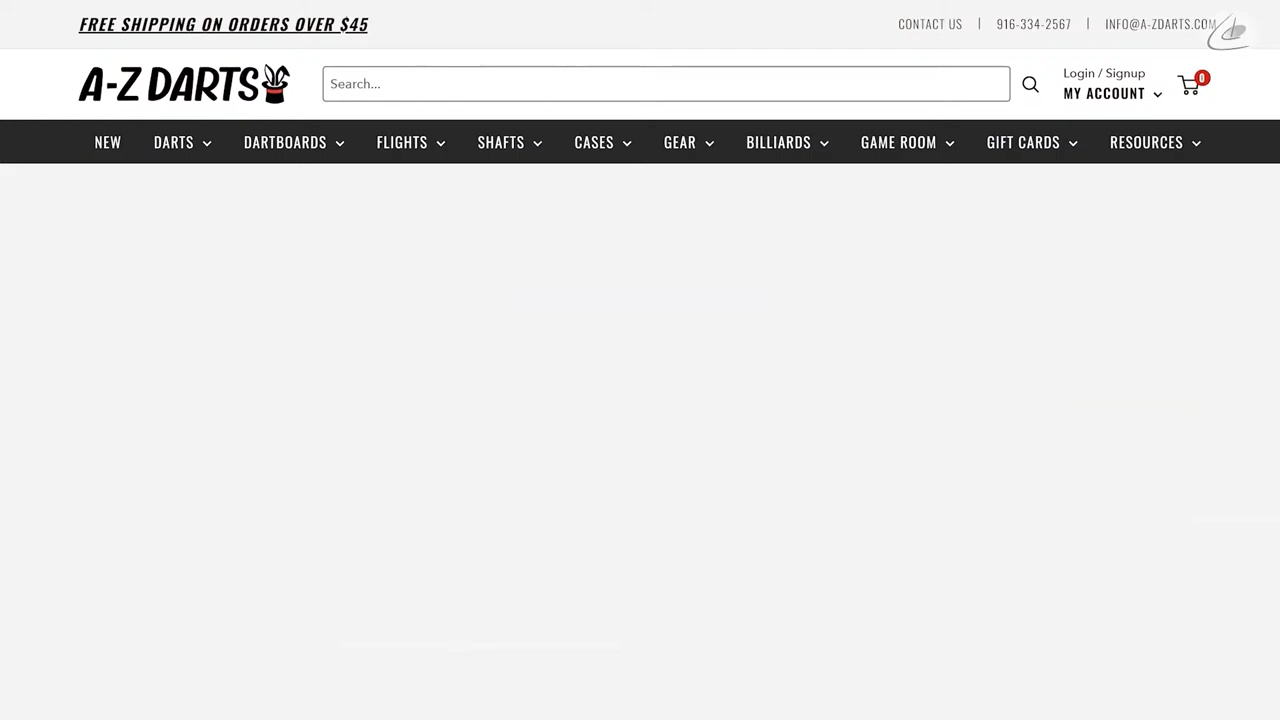 FREE SHIPPING ON ORDERS OVER $45
CONTACT US | 916-334-2567 | INFO@A-ZDARTS.COM
A-Z DARTS
Search...
Login / Signup
MY ACCOUNT
0
NEW DARTS DARTBOARDS FLIGHTS SHAFTS CASES GEAR BILLIARDS GAME ROOM GIFT CARDS RESOURCES